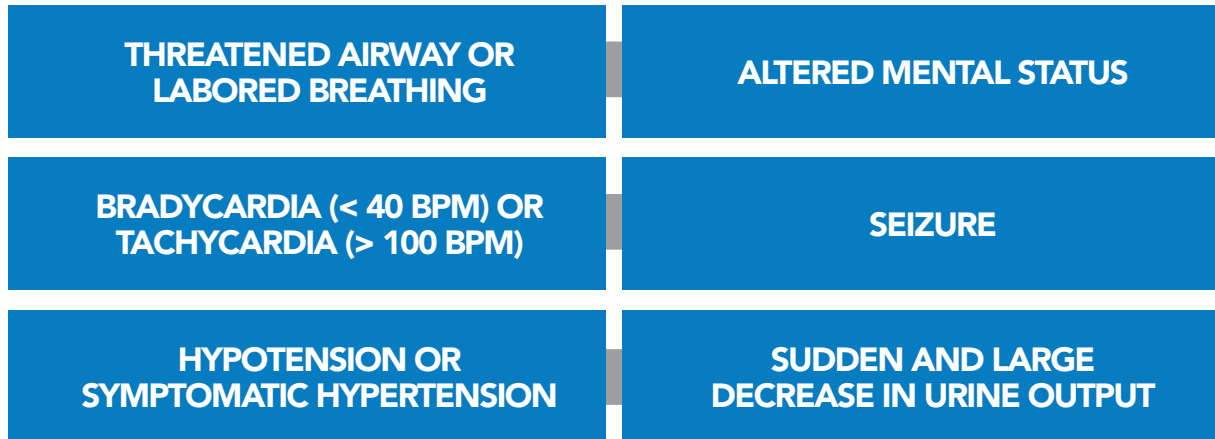 THREATENED AIRWAY OR
LABORED BREATHING
ALTERED MENTAL STATUS
BRADYCARDIA (< 40 BPM) OR
TACHYCARDIA (> 100 BPM)
SEIZURE
HYPOTENSION OR
SYMPTOMATIC HYPERTENSION
SUDDEN AND LARGE
DECREASE IN URINE OUTPUT